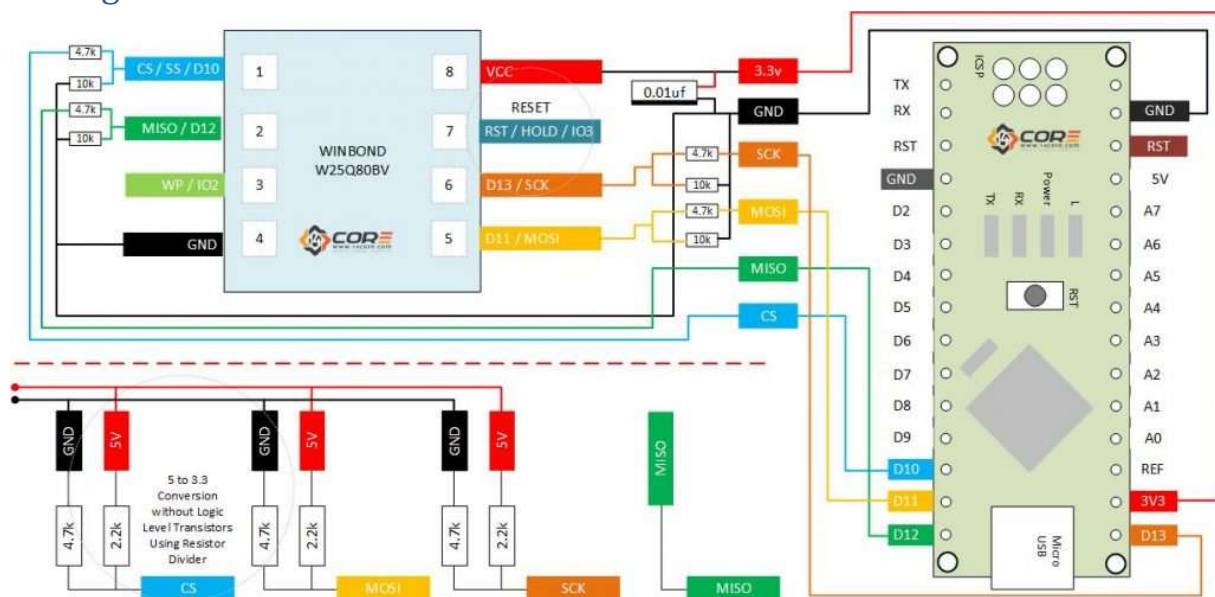 4.7k
10k
4.7k
10k
CS / SS / D10
MISO / D12
WP / IO2
GND
1
2
3
4
WINBOND
W25Q80BV
CORE
www.14core.com
8
7
6
5
VCC
RESET
RST / HOLD / IO3
D13 / SCK
D11 / MOSI
0.01uf
4.7k
10k
4.7k
10k
3.3v
GND
SCK
MOSI
MISO
CS
TX
RX
RST
GND
D2
D3
D4
D5
D6
D7
D8
D9
D10
D11
D12
ICSP
CORE
www.14core.com
TX
RX
Power
L
RST
Micro
USB
GND
RST
5V
A7
A6
A5
A4
A3
A2
A1
A0
REF
3V3
D13
GND
5V
GND
5V
GND
5V
MISO
5 to 3.3
Conversion
without Logic
Level Transistors
Using Resistor
Divider
4.7k
2.2k
4.7k
2.2k
4.7k
2.2k
CS
MOSI
SCK
MISO